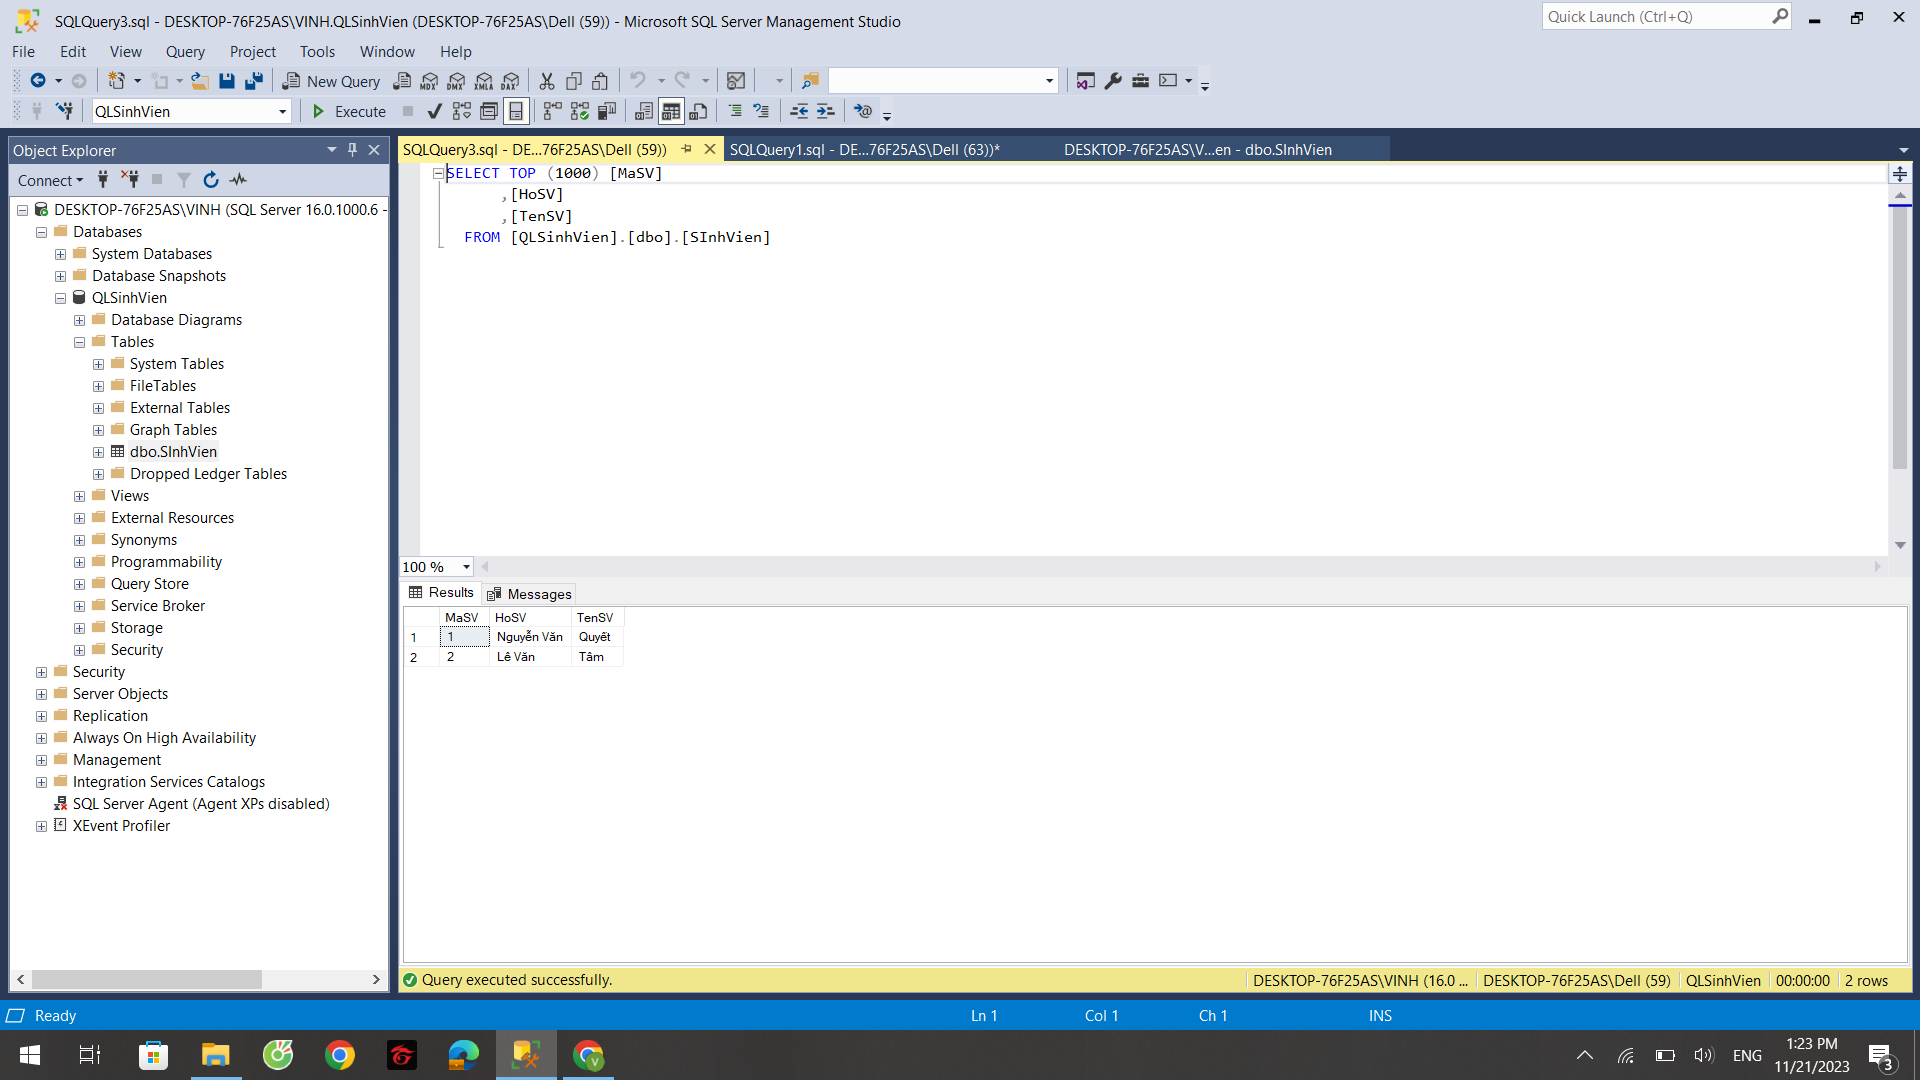 SQLQuery3.sql - DESKTOP-76F25AS\VINH.QLSinhVien (DESKTOP-76F25AS\Dell (59)) - Microsoft SQL Server Management Studio
Quick Launch (Ctrl+Q)
File Edit View Query Project Tools Window Help
New Query MDX DMX XMLA DAX
QLSinhVien Execute
Object Explorer
SQLQuery3.sql - DE...76F25AS\Dell (59)) SQLQuery1.sql - DE...76F25AS\Dell (63))* DESKTOP-76F25AS\V...en - dbo.SInhVien
Connect
DESKTOP-76F25AS\VINH (SQL Server 16.0.1000.6 -
Databases
System Databases
Database Snapshots
QLSinhVien
Database Diagrams
Tables
System Tables
FileTables
External Tables
Graph Tables
dbo.SInhVien
Dropped Ledger Tables
Views
External Resources
Synonyms
Programmability
Query Store
Service Broker
Storage
Security
Security
Server Objects
Replication
Always On High Availability
Management
Integration Services Catalogs
SQL Server Agent (Agent XPs disabled)
XEvent Profiler
SELECT TOP (1000) [MaSV]
,[HoSV]
,[TenSV]
FROM [QLSinhVien].[dbo].[SInhVien]
100 %
Results Messages
MaSV HoSV TenSV
1 1 Nguyễn Văn Quyết
2 2 Lê Văn Tâm
Query executed successfully. DESKTOP-76F25AS\VINH (16.0 ... DESKTOP-76F25AS\Dell (59) QLSinhVien 00:00:00 2 rows
Ready Ln 1 Col 1 Ch 1 INS
ENG 1:23 PM
11/21/2023 3